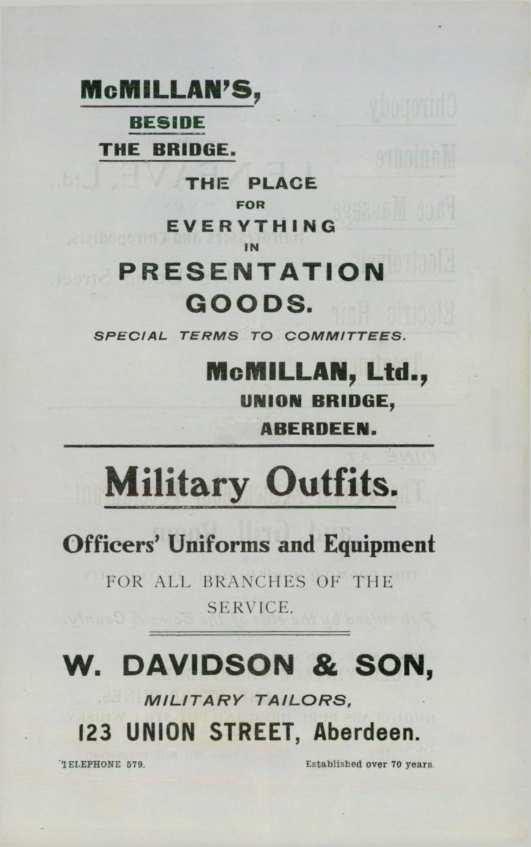 McMILLAN'S,
BESIDE
THE BRIDGE.
THE PLACE
FOR
EVERYTHING
IN
PRESENTATION
GOODS.
SPECIAL TERMS TO COMMITTEES.
McMILLAN, Ltd.,
UNION BRIDGE,
ABERDEEN.
Military Outfits.
Officers' Uniforms and Equipment
FOR ALL BRANCHES OF THE
SERVICE.
W. DAVIDSON & SON,
MILITARY TAILORS,
123 UNION STREET, Aberdeen.
TELEPHONE 579. Established over 70 years.